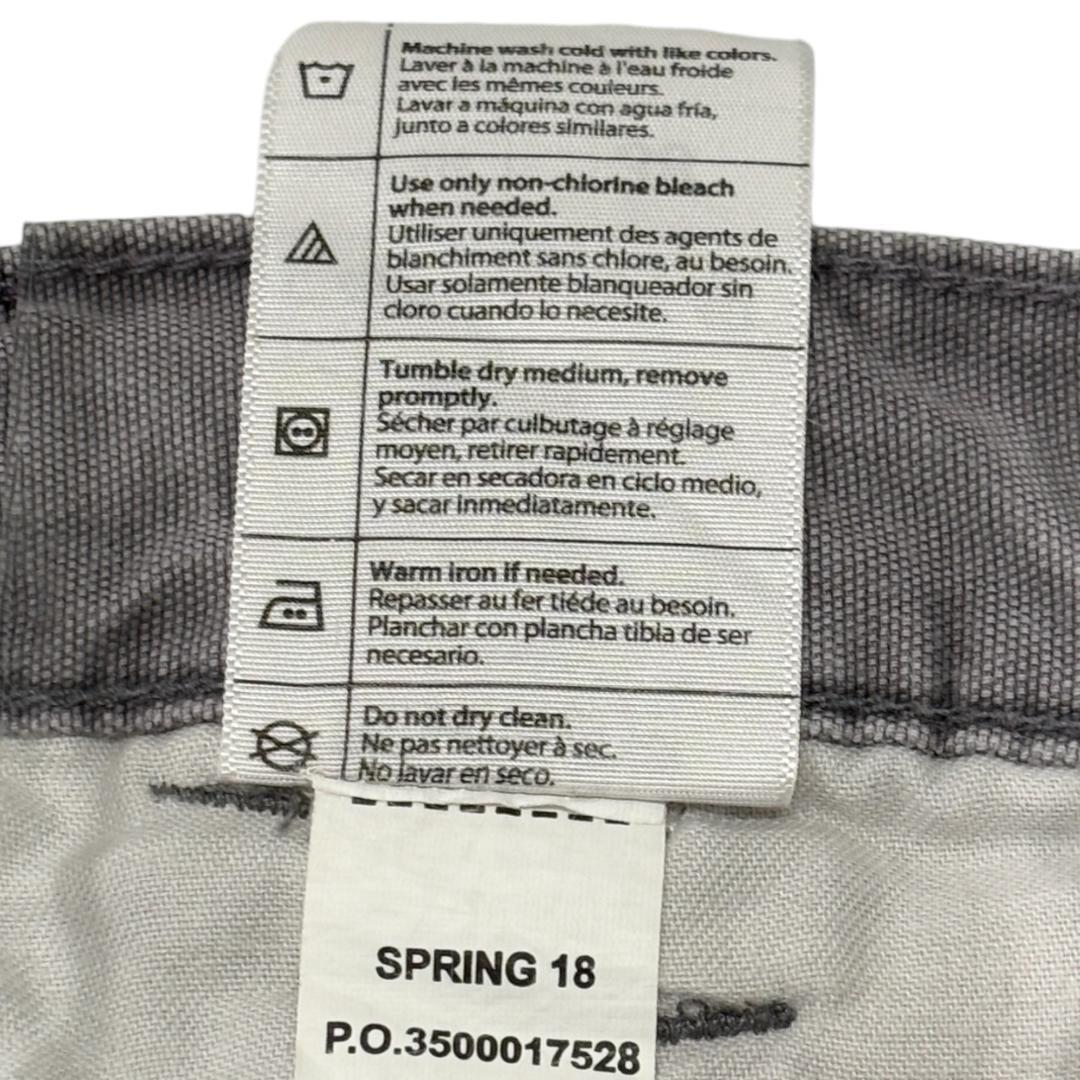 Machine wash cold with like colors.
Laver à la machine à l'eau froide
avec les mêmes couleurs.
Lavar a máquina con agua fría,
junto a colores similares.
Use only non-chlorine bleach
when needed.
Utiliser uniquement des agents de
blanchiment sans chlore, au besoin.
Usar solamente blanqueador sin
cloro cuando lo necesite.
Tumble dry medium, remove
promptly.
Sécher par culbutage à réglage
moyen, retirer rapidement.
Secar en secadora en ciclo medio,
y sacar inmediatamente.
Warm iron if needed.
Repasser au fer tiéde au besoin.
Planchar con plancha tibia de ser
necesario.
Do not dry clean.
Ne pas nettoyer à sec.
No lavar en seco.
SPRING 18
P.O.3500017528